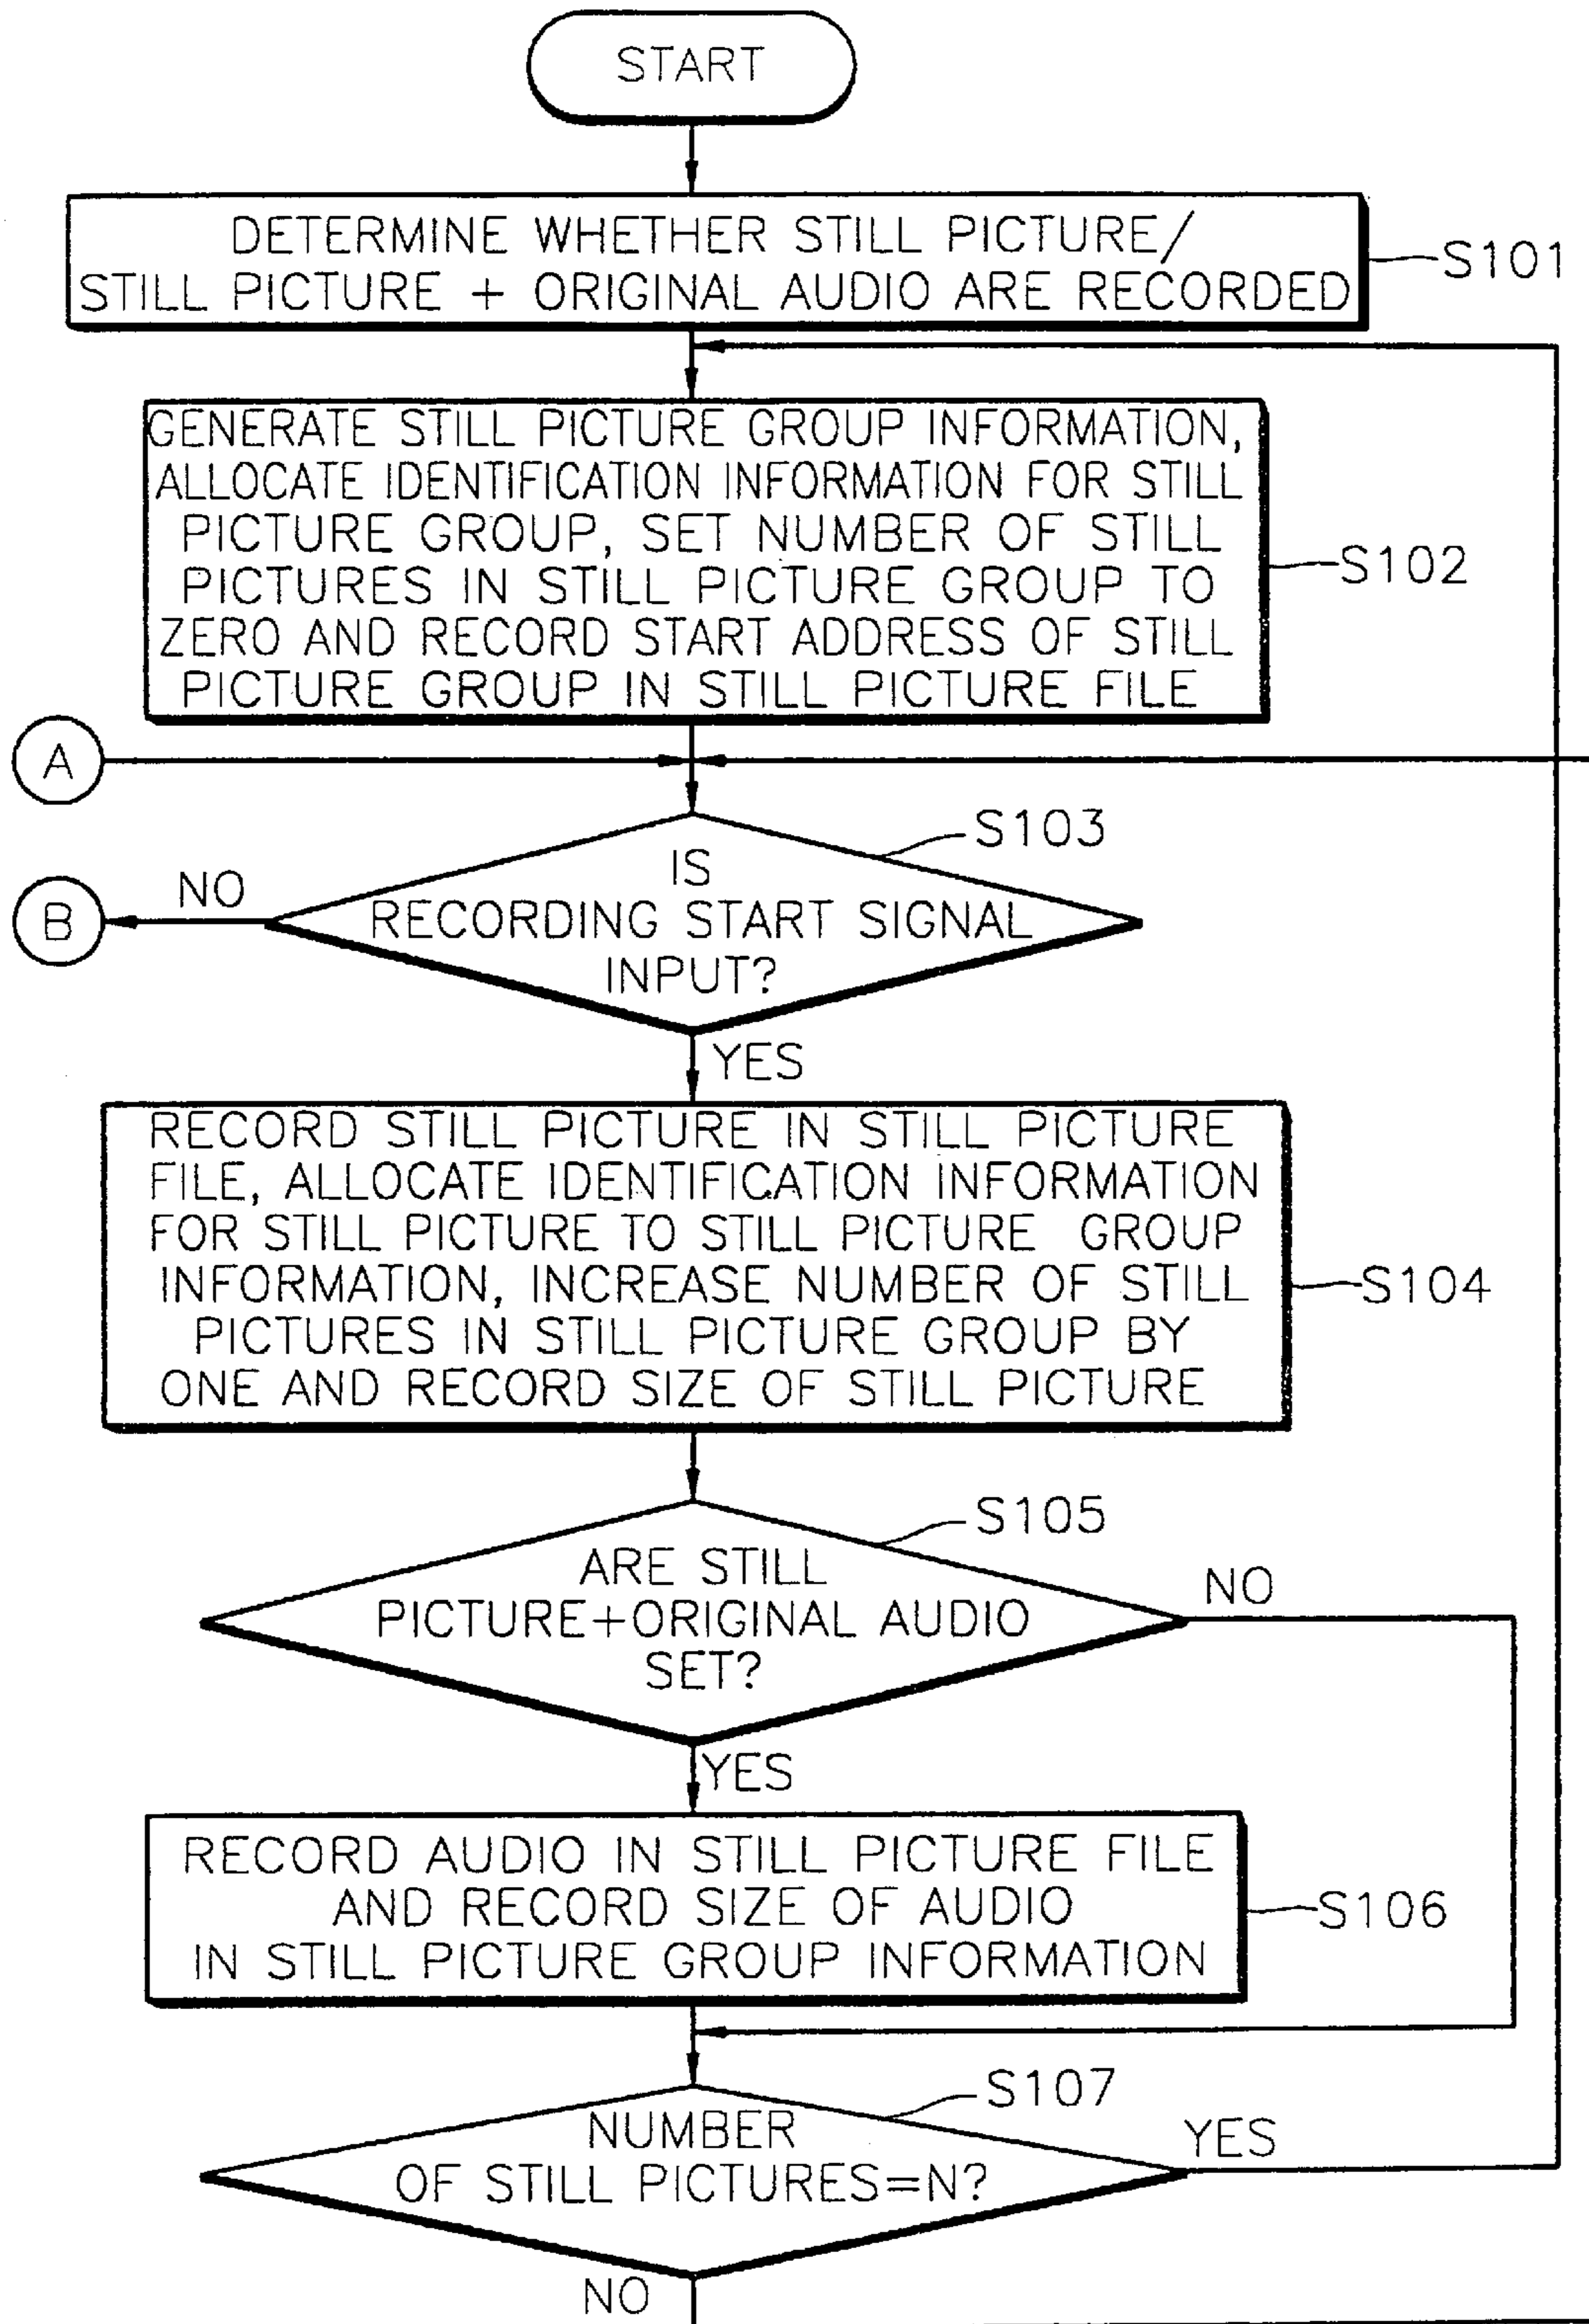 START
DETERMINE WHETHER STILL PICTURE/
STILL PICTURE + ORIGINAL AUDIO ARE RECORDED
S101
GENERATE STILL PICTURE GROUP INFORMATION,
ALLOCATE IDENTIFICATION INFORMATION FOR STILL
PICTURE GROUP, SET NUMBER OF STILL
PICTURES IN STILL PICTURE GROUP TO
ZERO AND RECORD START ADDRESS OF STILL
PICTURE GROUP IN STILL PICTURE FILE
S102
A
S103
IS
RECORDING START SIGNAL
INPUT?
NO
B
YES
RECORD STILL PICTURE IN STILL PICTURE
FILE, ALLOCATE IDENTIFICATION INFORMATION
FOR STILL PICTURE TO STILL PICTURE GROUP
INFORMATION, INCREASE NUMBER OF STILL
PICTURES IN STILL PICTURE GROUP BY
ONE AND RECORD SIZE OF STILL PICTURE
S104
S105
ARE STILL
PICTURE+ORIGINAL AUDIO
SET?
NO
YES
RECORD AUDIO IN STILL PICTURE FILE
AND RECORD SIZE OF AUDIO
IN STILL PICTURE GROUP INFORMATION
S106
S107
NUMBER
OF STILL PICTURES=N?
YES
NO